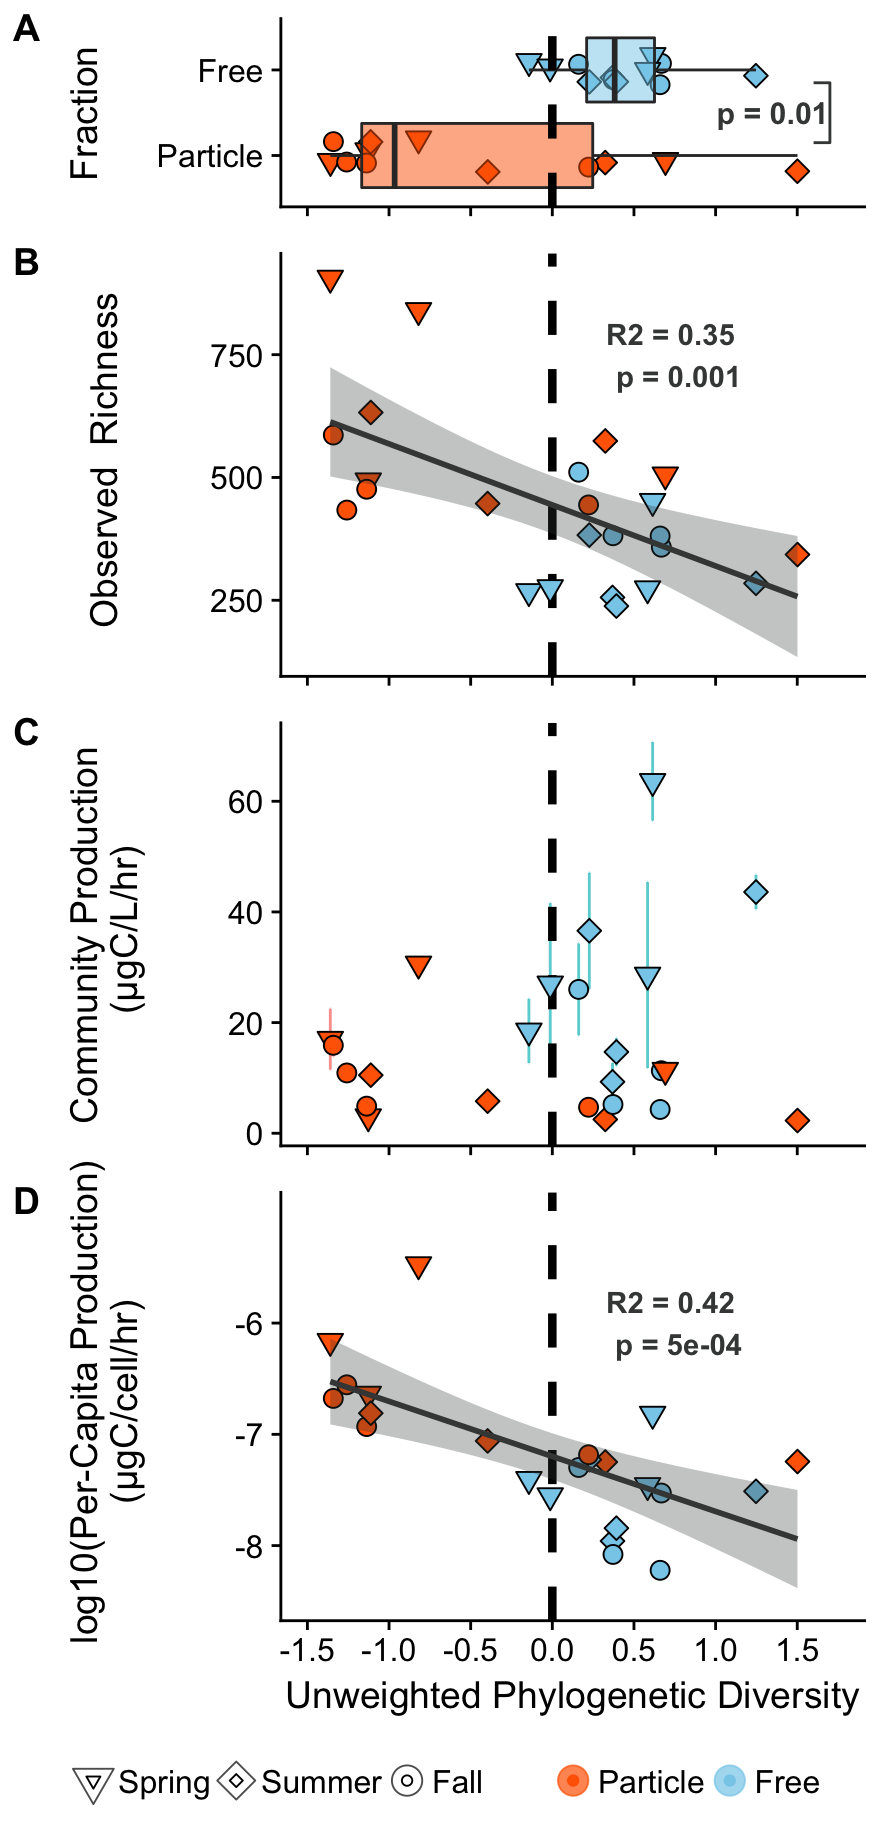 A
Fraction
Free
Particle
p = 0.01
B
Observed Richness
750
500
250
R2 = 0.35
p = 0.001
C
Community Production
(µgC/L/hr)
60
40
20
0
D
log10(Per-Capita Production)
(µgC/cell/hr)
-6
-7
-8
R2 = 0.42
p = 5e-04
-1.5 -1.0 -0.5 0.0 0.5 1.0 1.5
Unweighted Phylogenetic Diversity
Spring Summer Fall Particle Free